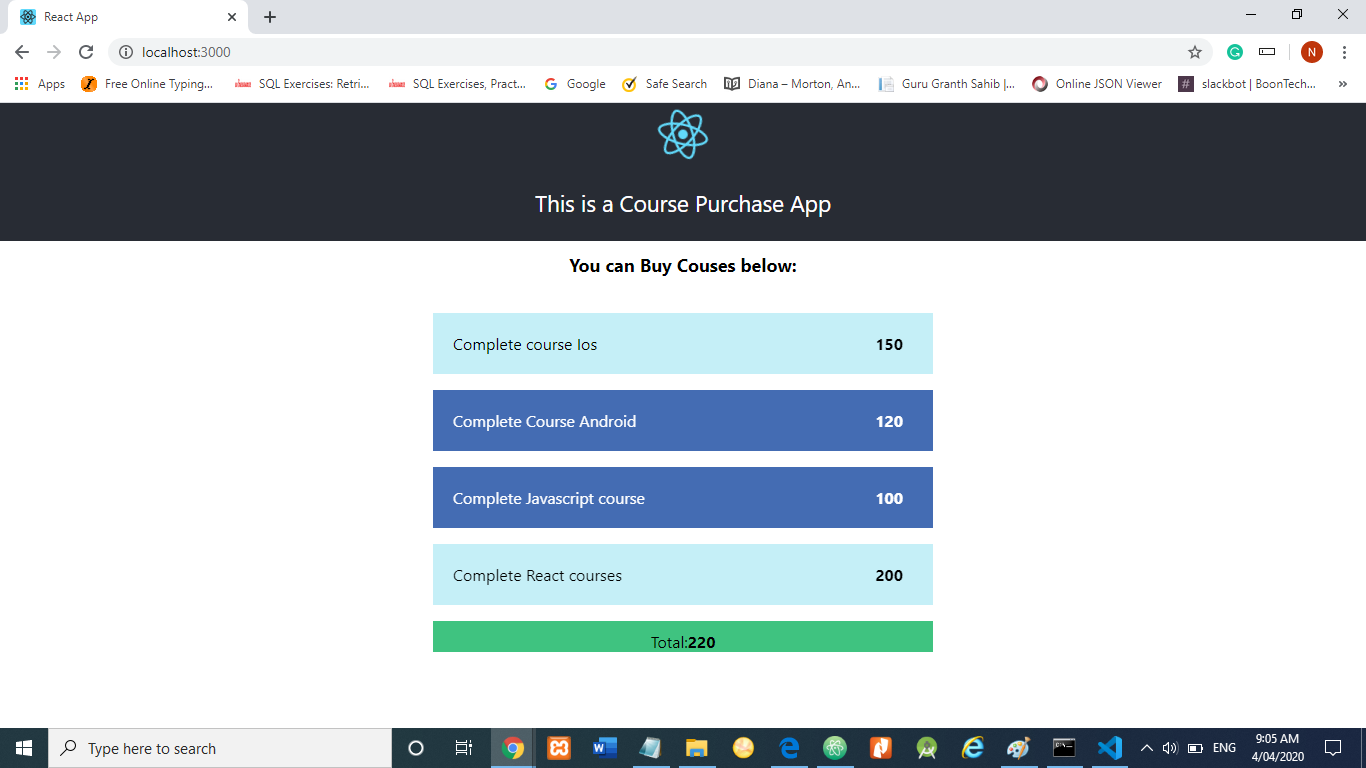 React App
localhost:3000
N
Apps
Free Online Typing...
SQL Exercises: Retri...
SQL Exercises, Pract...
Google
Safe Search
Diana – Morton, An...
Guru Granth Sahib |...
Online JSON Viewer
slackbot | BoonTech...
»
This is a Course Purchase App
You can Buy Couses below:
Complete course Ios 150
Complete Course Android 120
Complete Javascript course 100
Complete React courses 200
Total:220
Type here to search
ENG
9:05 AM
4/04/2020